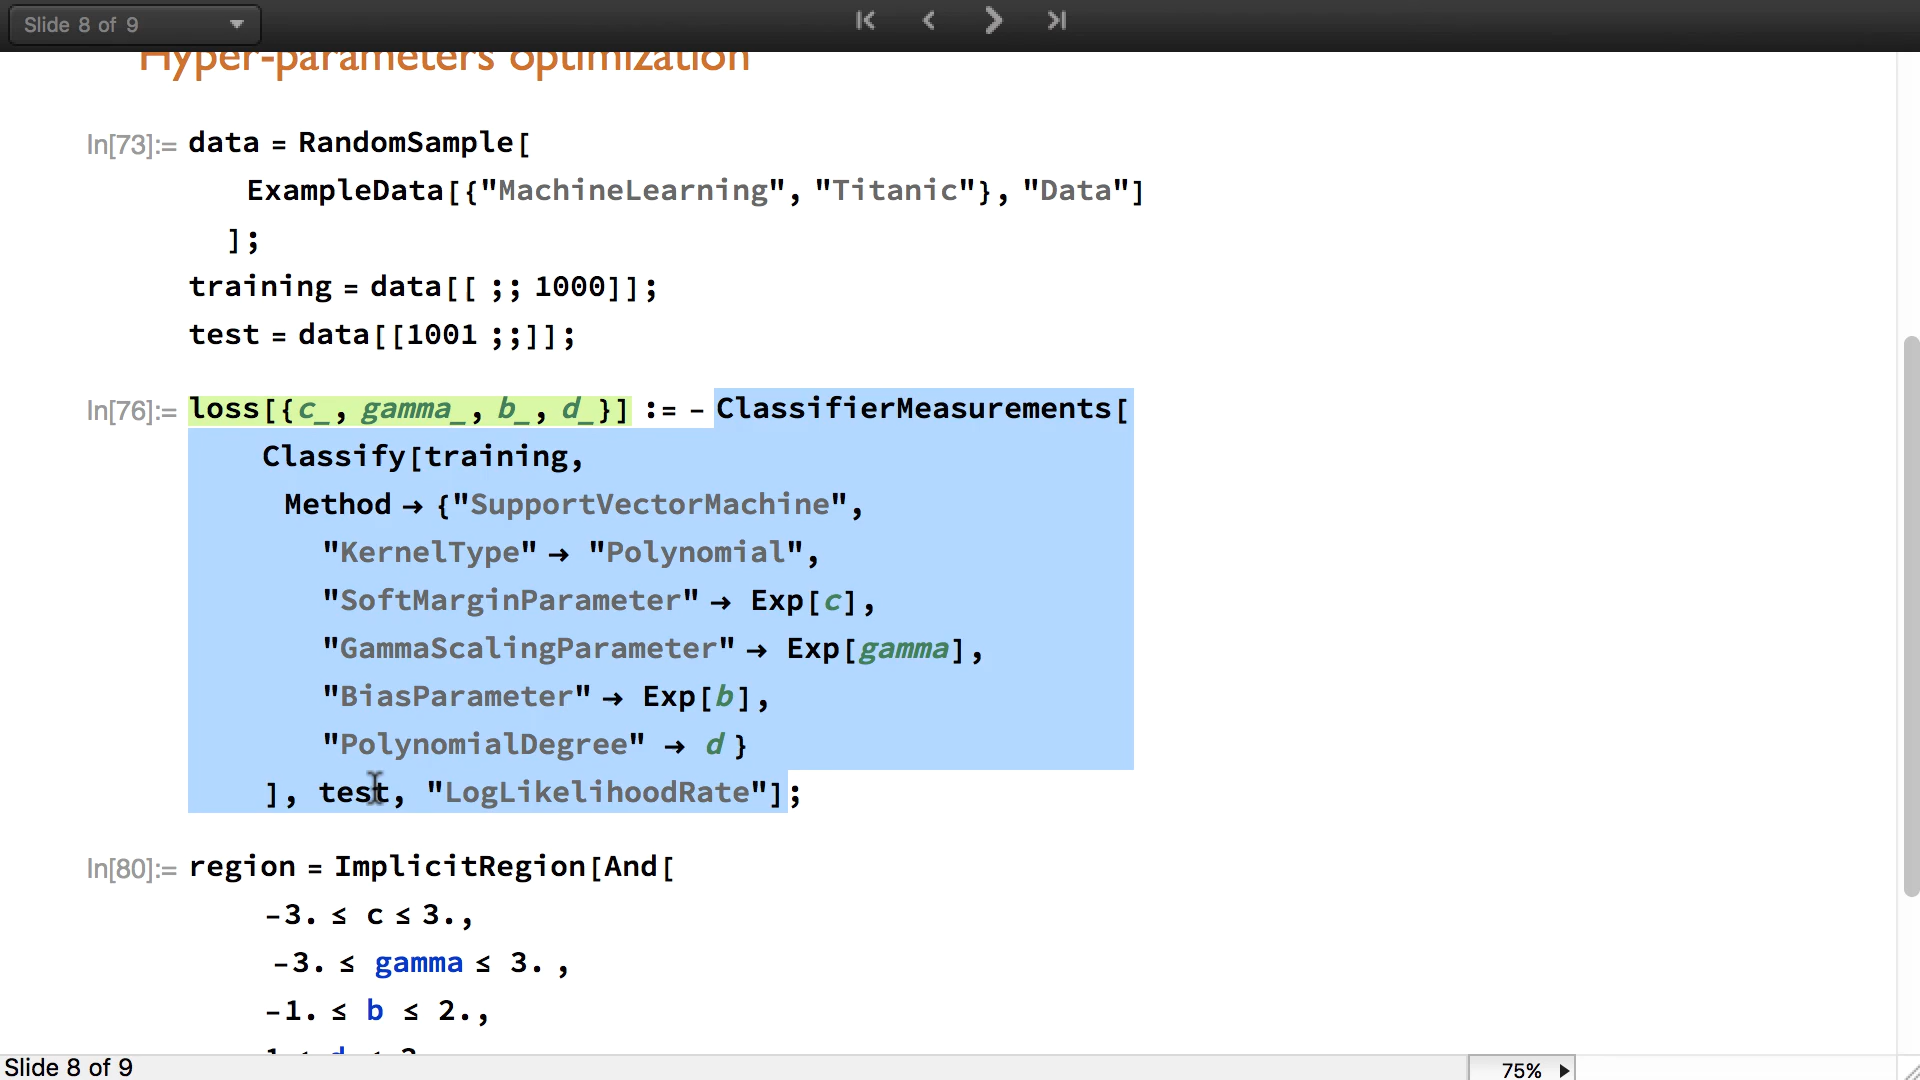 Slide 8 of 9
Hyper-parameters optimization
In[73]:= data = RandomSample[
ExampleData[{"MachineLearning", "Titanic"}, "Data"]
];
training = data[[ ;; 1000]];
test = data[[1001 ;;]];
In[76]:= loss[{c_, gamma_, b_, d_}] := - ClassifierMeasurements[
Classify[training,
Method → {"SupportVectorMachine",
"KernelType" → "Polynomial",
"SoftMarginParameter" → Exp[c],
"GammaScalingParameter" → Exp[gamma],
"BiasParameter" → Exp[b],
"PolynomialDegree" → d }
], test, "LogLikelihoodRate"];
In[80]:= region = ImplicitRegion[And[
-3. ≤ c ≤ 3.,
-3. ≤ gamma ≤ 3. ,
-1. ≤ b ≤ 2.,
Slide 8 of 9
75%